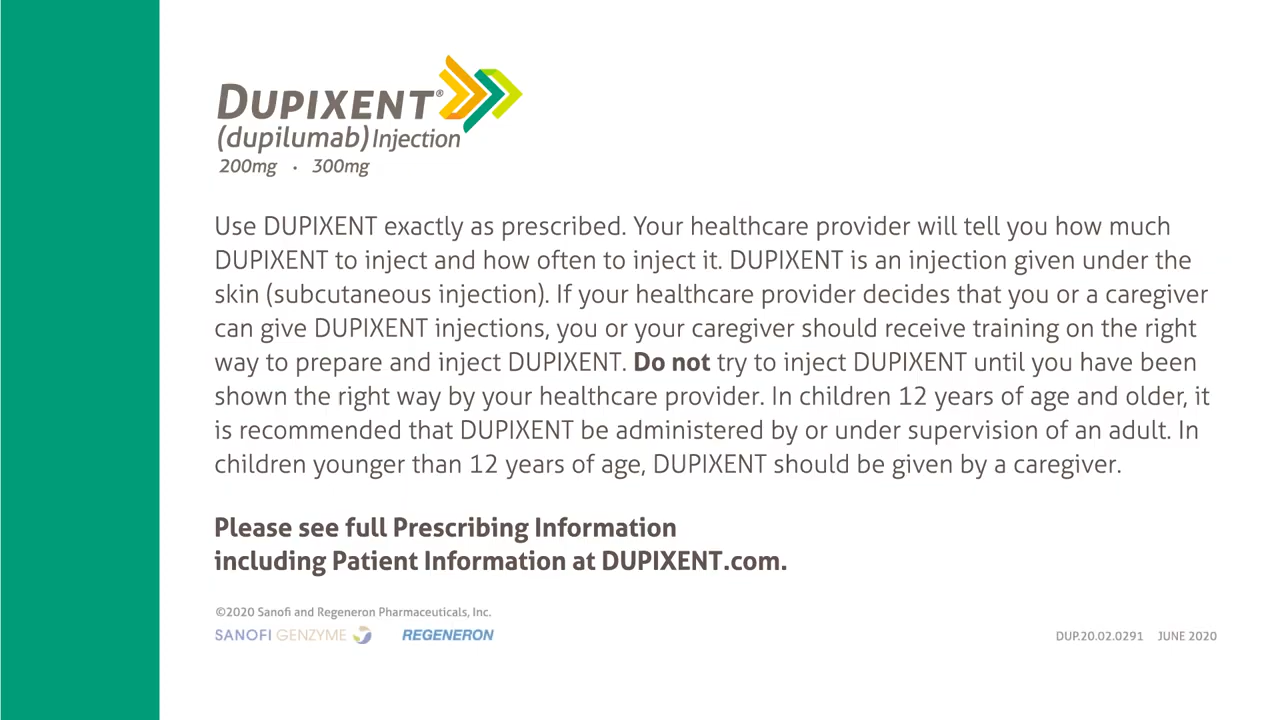 DUPIXENT®
(dupilumab) Injection
200mg · 300mg
Use DUPIXENT exactly as prescribed. Your healthcare provider will tell you how much
DUPIXENT to inject and how often to inject it. DUPIXENT is an injection given under the
skin (subcutaneous injection). If your healthcare provider decides that you or a caregiver
can give DUPIXENT injections, you or your caregiver should receive training on the right
way to prepare and inject DUPIXENT. Do not try to inject DUPIXENT until you have been
shown the right way by your healthcare provider. In children 12 years of age and older, it
is recommended that DUPIXENT be administered by or under supervision of an adult. In
children younger than 12 years of age, DUPIXENT should be given by a caregiver.
Please see full Prescribing Information
including Patient Information at DUPIXENT.com.
©2020 Sanofi and Regeneron Pharmaceuticals, Inc.
SANOFI GENZYME REGENERON
DUP.20.02.0291 JUNE 2020